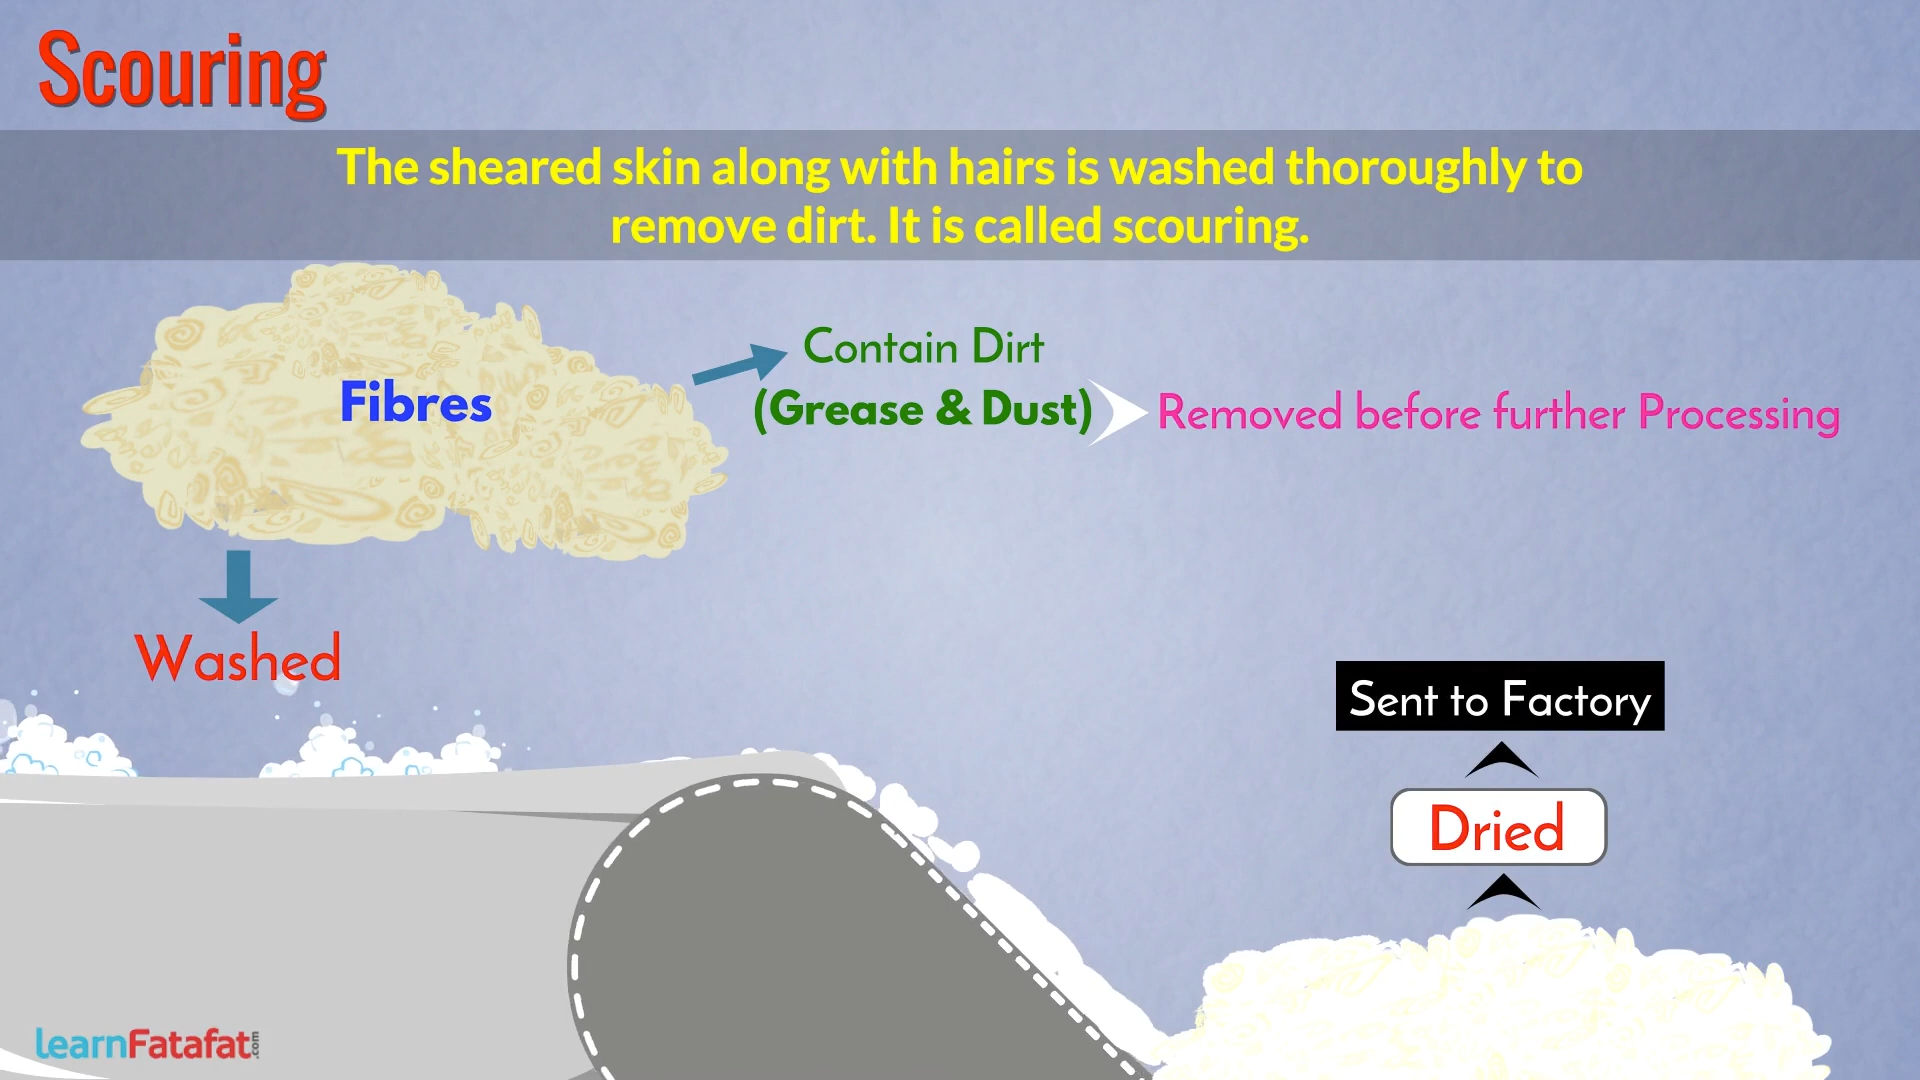 Scouring
The sheared skin along with hairs is washed thoroughly to
remove dirt. It is called scouring.
Fibres
Contain Dirt
(Grease & Dust)
Removed before further Processing
Washed
Sent to Factory
Dried
learnFatafat.com